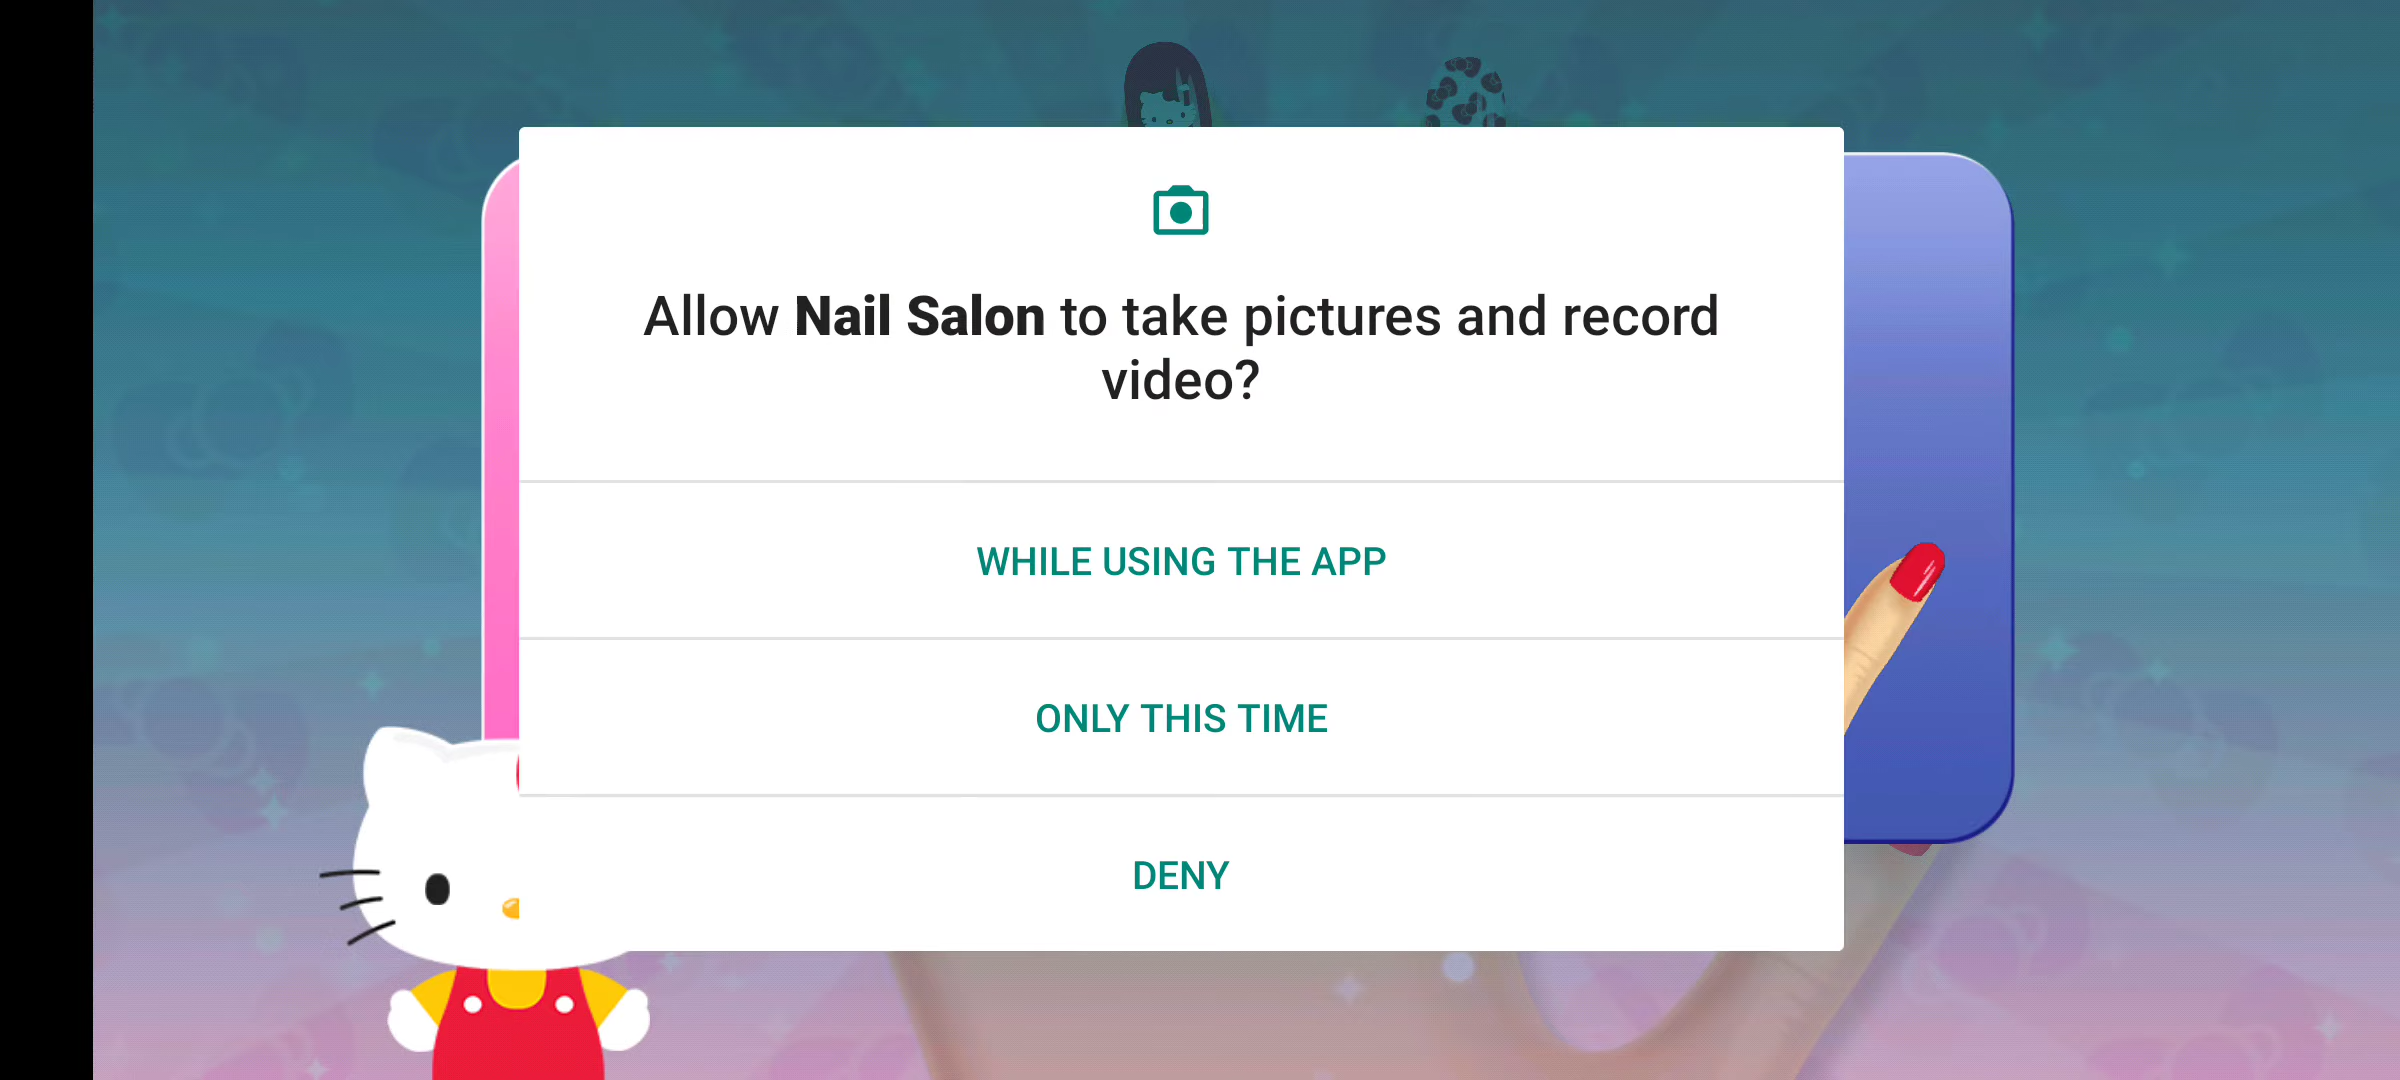 Allow Nail Salon to take pictures and record
video?
WHILE USING THE APP
ONLY THIS TIME
DENY